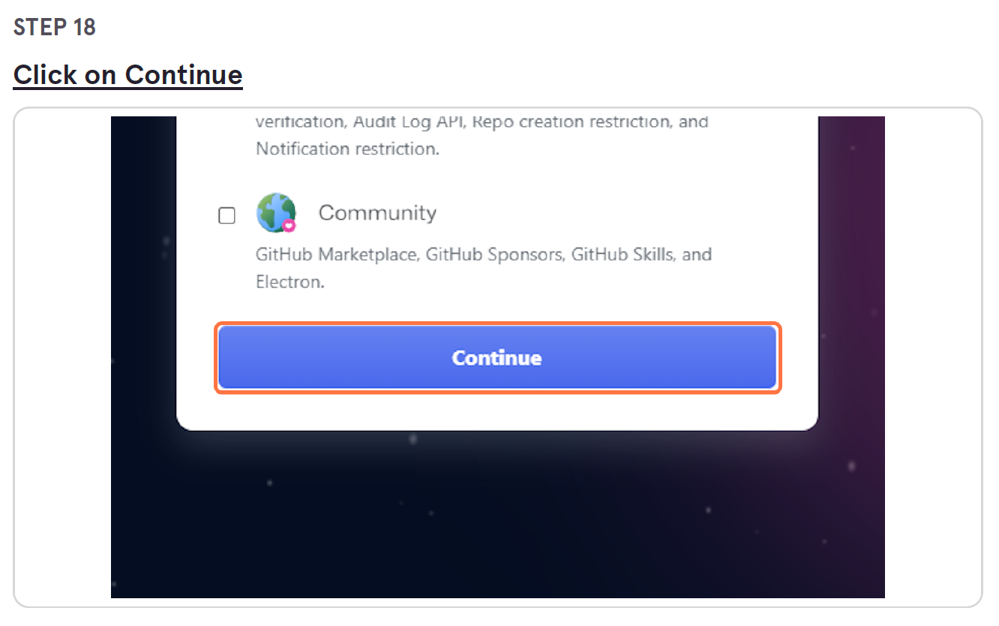 STEP 18
Click on Continue
verification, Audit Log API, Repo creation restriction, and
Notification restriction.
Community
GitHub Marketplace, GitHub Sponsors, GitHub Skills, and
Electron.
Continue